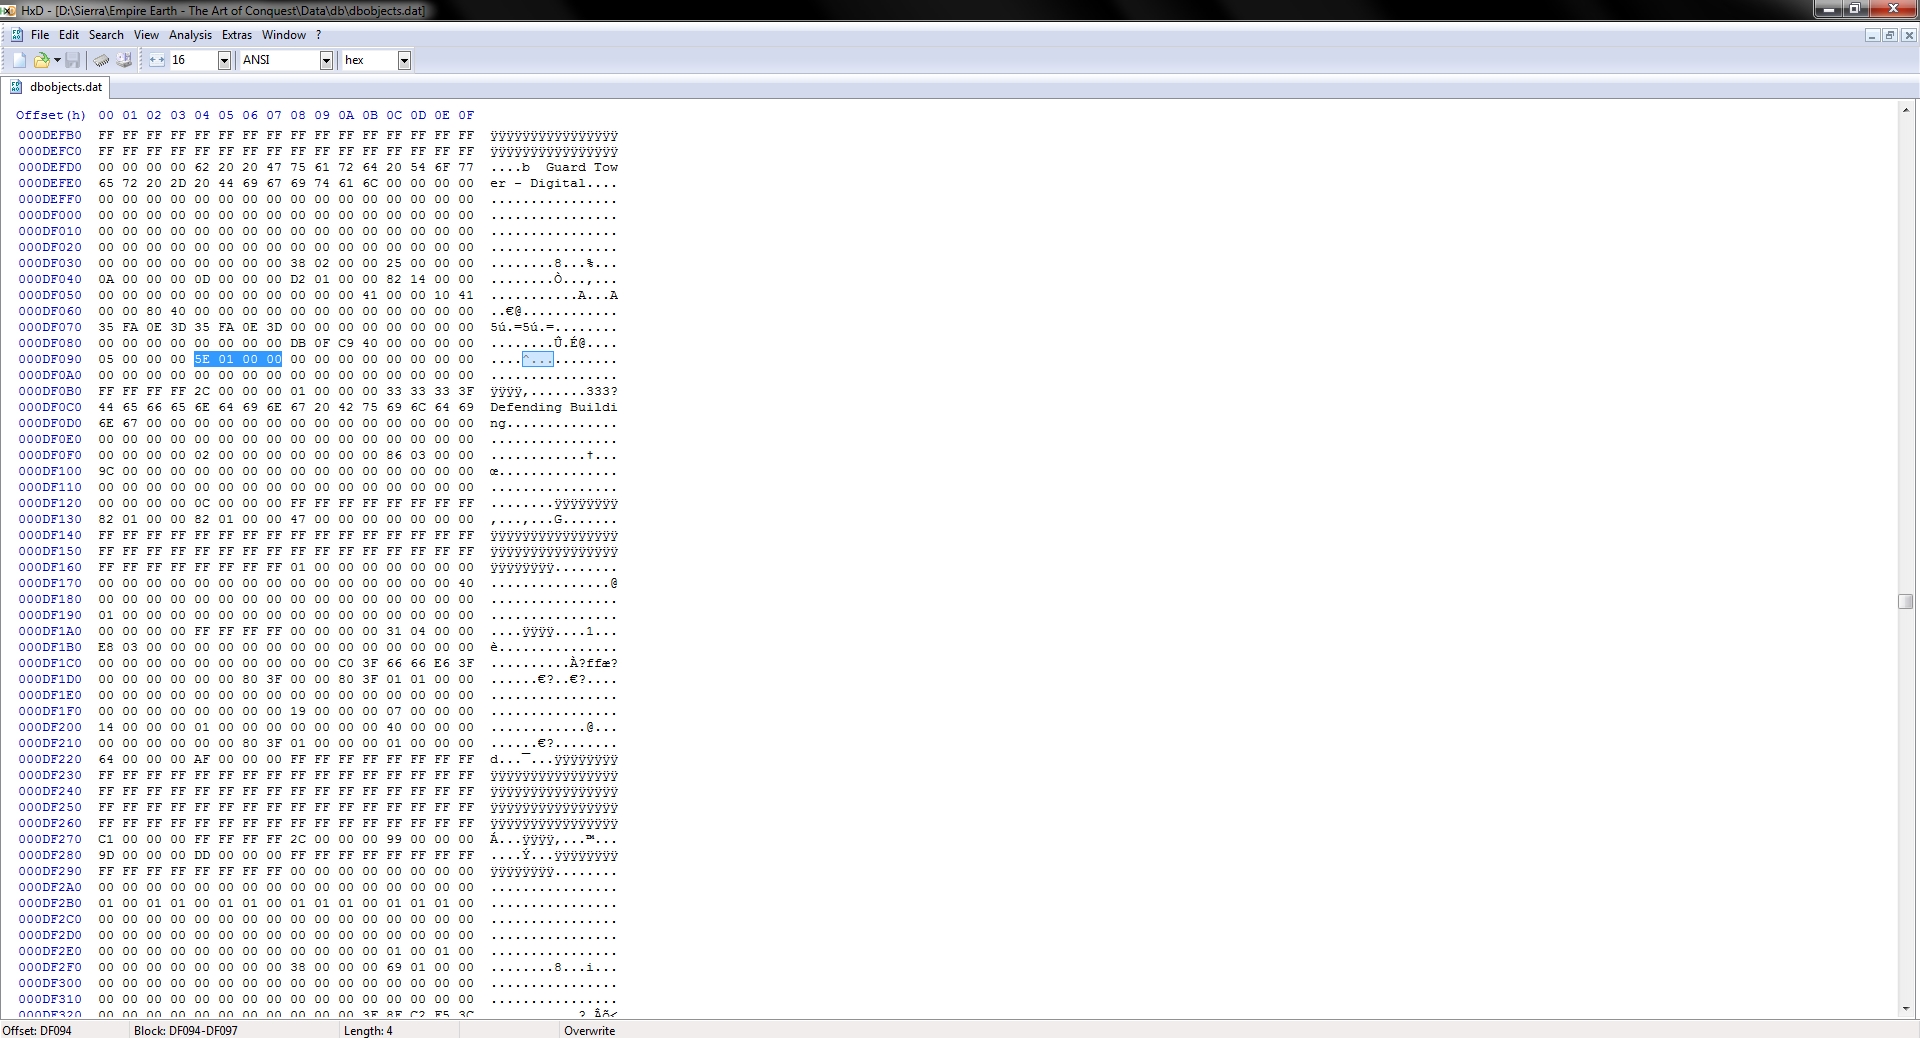 HxD - [D:\Sierra\Empire Earth - The Art of Conquest\Data\db\dbobjects.dat]
File Edit Search View Analysis Extras Window ?
16 ANSI hex
dbobjects.dat
Offset(h) 00 01 02 03 04 05 06 07 08 09 0A 0B 0C 0D 0E 0F
000DEFB0 FF FF FF FF FF FF FF FF FF FF FF FF FF FF FF FF ÿÿÿÿÿÿÿÿÿÿÿÿÿÿÿÿ
000DEFC0 FF FF FF FF FF FF FF FF FF FF FF FF FF FF FF FF ÿÿÿÿÿÿÿÿÿÿÿÿÿÿÿÿ
000DEFD0 00 00 00 00 62 20 20 47 75 61 72 64 20 54 6F 77 ....b  Guard Tow
000DEFE0 65 72 20 2D 20 44 69 67 69 74 61 6C 00 00 00 00 er - Digital....
000DEFF0 00 00 00 00 00 00 00 00 00 00 00 00 00 00 00 00 ................
000DF000 00 00 00 00 00 00 00 00 00 00 00 00 00 00 00 00 ................
000DF010 00 00 00 00 00 00 00 00 00 00 00 00 00 00 00 00 ................
000DF020 00 00 00 00 00 00 00 00 00 00 00 00 00 00 00 00 ................
000DF030 00 00 00 00 00 00 00 00 38 02 00 00 25 00 00 00 ........8...%...
000DF040 0A 00 00 00 0D 00 00 00 D2 01 00 00 82 14 00 00 ........Ò...‚...
000DF050 00 00 00 00 00 00 00 00 00 00 00 41 00 00 10 41 ...........A...A
000DF060 00 00 80 40 00 00 00 00 00 00 00 00 00 00 00 00 ..€@............
000DF070 35 FA 0E 3D 35 FA 0E 3D 00 00 00 00 00 00 00 00 5ú.=5ú.=........
000DF080 00 00 00 00 00 00 00 00 DB 0F C9 40 00 00 00 00 ........Û.É@....
000DF090 05 00 00 00 5E 01 00 00 00 00 00 00 00 00 00 00 ....^...........
000DF0A0 00 00 00 00 00 00 00 00 00 00 00 00 00 00 00 00 ................
000DF0B0 FF FF FF FF 2C 00 00 00 01 00 00 00 33 33 33 3F ÿÿÿÿ,.......333?
000DF0C0 44 65 66 65 6E 64 69 6E 67 20 42 75 69 6C 64 69 Defending Buildi
000DF0D0 6E 67 00 00 00 00 00 00 00 00 00 00 00 00 00 00 ng..............
000DF0E0 00 00 00 00 00 00 00 00 00 00 00 00 00 00 00 00 ................
000DF0F0 00 00 00 00 02 00 00 00 00 00 00 00 86 03 00 00 ............†...
000DF100 9C 00 00 00 00 00 00 00 00 00 00 00 00 00 00 00 œ...............
000DF110 00 00 00 00 00 00 00 00 00 00 00 00 00 00 00 00 ................
000DF120 00 00 00 00 0C 00 00 00 FF FF FF FF FF FF FF FF ........ÿÿÿÿÿÿÿÿ
000DF130 82 01 00 00 82 01 00 00 47 00 00 00 00 00 00 00 ‚...‚...G.......
000DF140 FF FF FF FF FF FF FF FF FF FF FF FF FF FF FF FF ÿÿÿÿÿÿÿÿÿÿÿÿÿÿÿÿ
000DF150 FF FF FF FF FF FF FF FF FF FF FF FF FF FF FF FF ÿÿÿÿÿÿÿÿÿÿÿÿÿÿÿÿ
000DF160 FF FF FF FF FF FF FF FF 01 00 00 00 00 00 00 00 ÿÿÿÿÿÿÿÿ........
000DF170 00 00 00 00 00 00 00 00 00 00 00 00 00 00 00 40 ...............@
000DF180 00 00 00 00 00 00 00 00 00 00 00 00 00 00 00 00 ................
000DF190 01 00 00 00 00 00 00 00 00 00 00 00 00 00 00 00 ................
000DF1A0 00 00 00 00 FF FF FF FF 00 00 00 00 31 04 00 00 ....ÿÿÿÿ....1...
000DF1B0 E8 03 00 00 00 00 00 00 00 00 00 00 00 00 00 00 è...............
000DF1C0 00 00 00 00 00 00 00 00 00 00 C0 3F 66 66 E6 3F ..........À?ffæ?
000DF1D0 00 00 00 00 00 00 80 3F 00 00 80 3F 01 01 00 00 ......€?..€?....
000DF1E0 00 00 00 00 00 00 00 00 00 00 00 00 00 00 00 00 ................
000DF1F0 00 00 00 00 00 00 00 00 19 00 00 00 07 00 00 00 ................
000DF200 14 00 00 00 01 00 00 00 00 00 00 00 40 00 00 00 ............@...
000DF210 00 00 00 00 00 00 80 3F 01 00 00 00 01 00 00 00 ......€?........
000DF220 64 00 00 00 AF 00 00 00 FF FF FF FF FF FF FF FF d...¯...ÿÿÿÿÿÿÿÿ
000DF230 FF FF FF FF FF FF FF FF FF FF FF FF FF FF FF FF ÿÿÿÿÿÿÿÿÿÿÿÿÿÿÿÿ
000DF240 FF FF FF FF FF FF FF FF FF FF FF FF FF FF FF FF ÿÿÿÿÿÿÿÿÿÿÿÿÿÿÿÿ
000DF250 FF FF FF FF FF FF FF FF FF FF FF FF FF FF FF FF ÿÿÿÿÿÿÿÿÿÿÿÿÿÿÿÿ
000DF260 FF FF FF FF FF FF FF FF FF FF FF FF FF FF FF FF ÿÿÿÿÿÿÿÿÿÿÿÿÿÿÿÿ
000DF270 C1 00 00 00 FF FF FF FF 2C 00 00 00 99 00 00 00 Á...ÿÿÿÿ,...™...
000DF280 9D 00 00 00 DD 00 00 00 FF FF FF FF FF FF FF FF ....Ý...ÿÿÿÿÿÿÿÿ
000DF290 FF FF FF FF FF FF FF FF 00 00 00 00 00 00 00 00 ÿÿÿÿÿÿÿÿ........
000DF2A0 00 00 00 00 00 00 00 00 00 00 00 00 00 00 00 00 ................
000DF2B0 01 00 01 01 00 01 01 00 01 01 01 00 01 01 01 00 ................
000DF2C0 00 00 00 00 00 00 00 00 00 00 00 00 00 00 00 00 ................
000DF2D0 00 00 00 00 00 00 00 00 00 00 00 00 00 00 00 00 ................
000DF2E0 00 00 00 00 00 00 00 00 00 00 00 00 01 00 01 00 ................
000DF2F0 00 00 00 00 00 00 00 00 38 00 00 00 69 01 00 00 ........8...i...
000DF300 00 00 00 00 00 00 00 00 00 00 00 00 00 00 00 00 ................
000DF310 00 00 00 00 00 00 00 00 00 00 00 00 00 00 00 00 ................
000DF320 00 00 00 00 00 00 00 00 00 00 00 3F 8F C2 F5 3C ...........?.Âõ<
Offset: DF094 Block: DF094-DF097 Length: 4 Overwrite